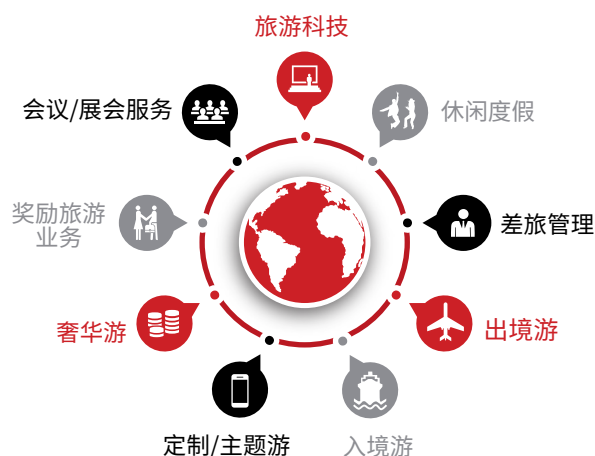 旅游科技
会议/展会服务
休闲度假
奖励旅游
业务
差旅管理
奢华游
出境游
定制/主题游
入境游